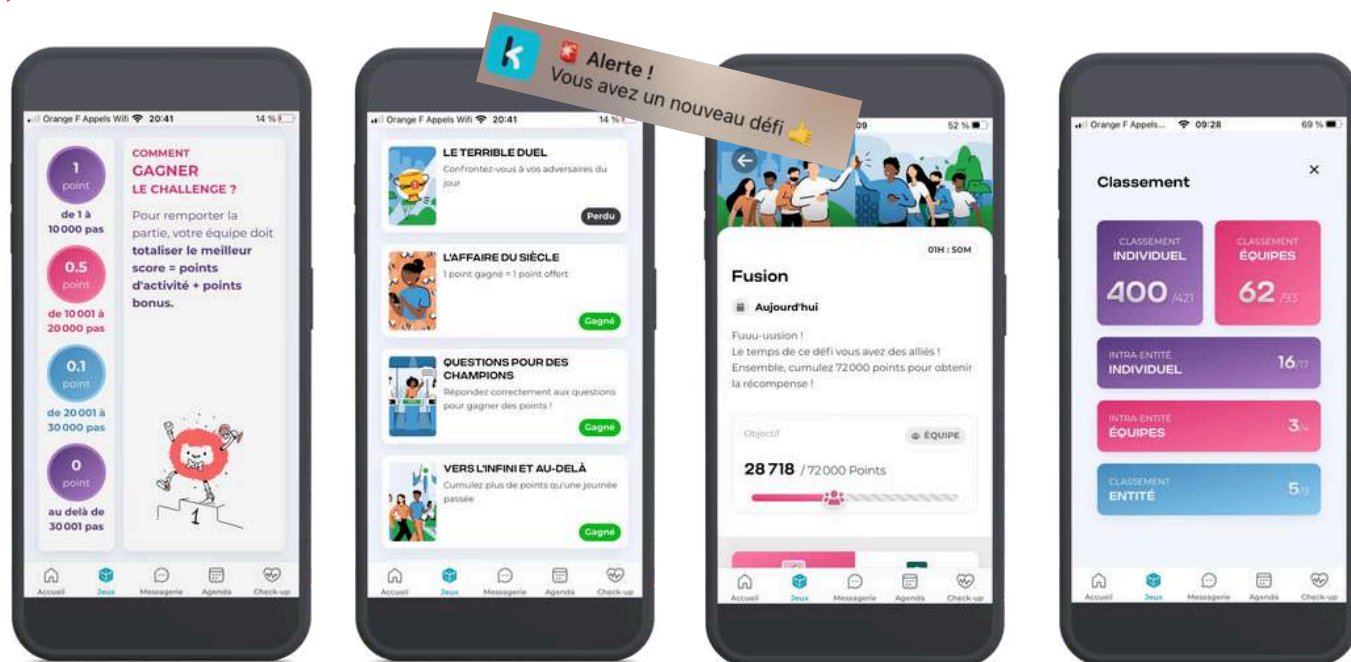 🚨 Alerte !
Vous avez un nouveau défi 🤙
Orange F Appels Wifi 20:41 14 %
1
point
de 1 à
10 000 pas
0.5
point
de 10 001 à
20 000 pas
0.1
point
de 20 001 à
30 000 pas
0
point
au delà de
30 001 pas
COMMENT
GAGNER
LE CHALLENGE ?
Pour remporter la
partie, votre équipe doit
totaliser le meilleur
score = points
d'activité + points
bonus.
1
Accueil Jeux Messagerie Agenda Check-up
Orange F Appels Wifi 20:41 14 %
LE TERRIBLE DUEL
Confrontez-vous à vos adversaires du
jour
Perdu
L'AFFAIRE DU SIÈCLE
1 point gagné = 1 point offert
Gagné
QUESTIONS POUR DES
CHAMPIONS
Répondez correctement aux questions
pour gagner des points !
Gagné
VERS L'INFINI ET AU-DELÀ
Cumulez plus de points qu'une journée
passée
Gagné
Accueil Jeux Messagerie Agenda Check-up
09 52 %
01H : 50M
Fusion
Aujourd'hui
Fuuu-uusion !
Le temps de ce défi vous avez des alliés !
Ensemble, cumulez 72000 points pour obtenir
la récompense !
Objectif ÉQUIPE
28 718 / 72 000 Points
Accueil Jeux Messagerie Agenda Check-up
Orange F Appels... 09:28 69 %
Classement
CLASSEMENT
INDIVIDUEL
400 /421
CLASSEMENT
ÉQUIPES
62 /93
INTRA-ENTITÉ
INDIVIDUEL
16/17
INTRA-ENTITÉ
ÉQUIPES
3/4
CLASSEMENT
ENTITÉ
5
Accueil Jeux Messagerie Agenda Check-up